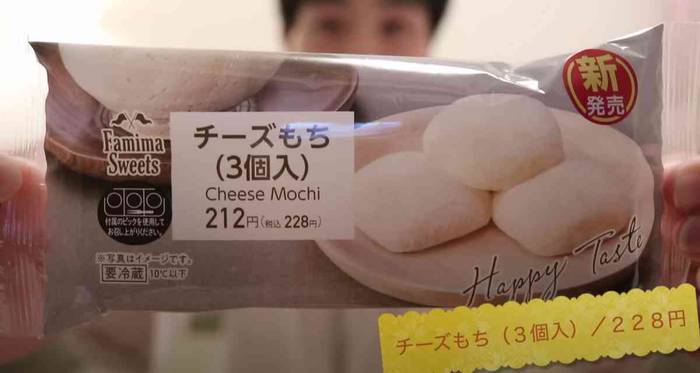 新
発売
Famima
Sweets
チーズもち
(3個入)
Cheese Mochi
212円(税込 228円)
付属のピックを使用して
お召し上がりください。
※写真はイメージです。
要冷蔵 10℃以下
Happy Taste
チーズもち（３個入）／２２８円